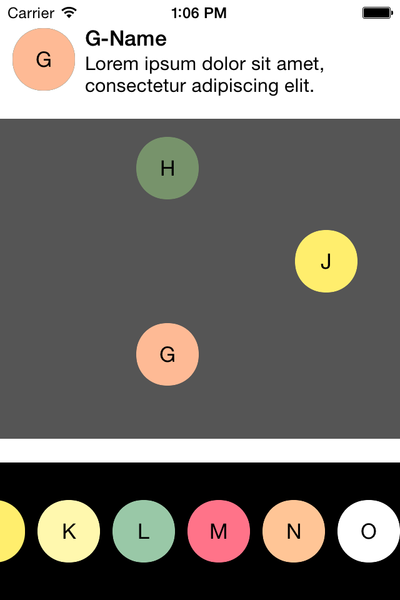 Carrier 1:06 PM
G
G-Name
Lorem ipsum dolor sit amet,
consectetur adipiscing elit.
H
J
G
K L M N O